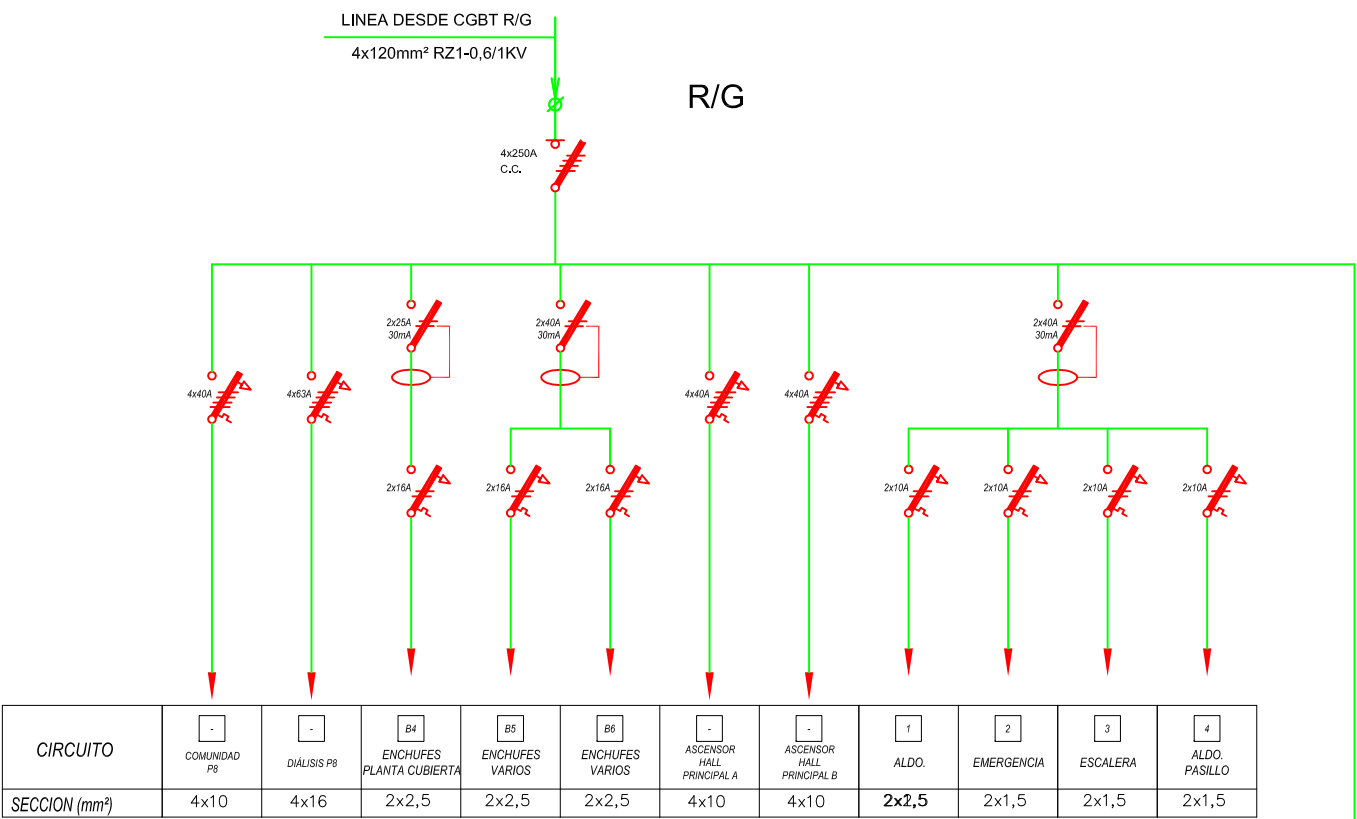 LINEA DESDE CGBT R/G
4x120mm² RZ1-0,6/1KV
R/G
4x250A
C.C.
2x25A
30mA
2x40A
30mA
2x40A
30mA
4x40A
4x63A
4x40A
4x40A
2x16A
2x16A
2x16A
2x10A
2x10A
2x10A
2x10A
CIRCUITO
-
COMUNIDAD
P8
-
DIÁLISIS P8
B4
ENCHUFES
PLANTA CUBIERTA
B5
ENCHUFES
VARIOS
B6
ENCHUFES
VARIOS
-
ASCENSOR
HALL
PRINCIPAL A
-
ASCENSOR
HALL
PRINCIPAL B
1
ALDO.
2
EMERGENCIA
3
ESCALERA
4
ALDO.
PASILLO
SECCION (mm²)
4x10
4x16
2x2,5
2x2,5
2x2,5
4x10
4x10
2x1,5
2x1,5
2x1,5